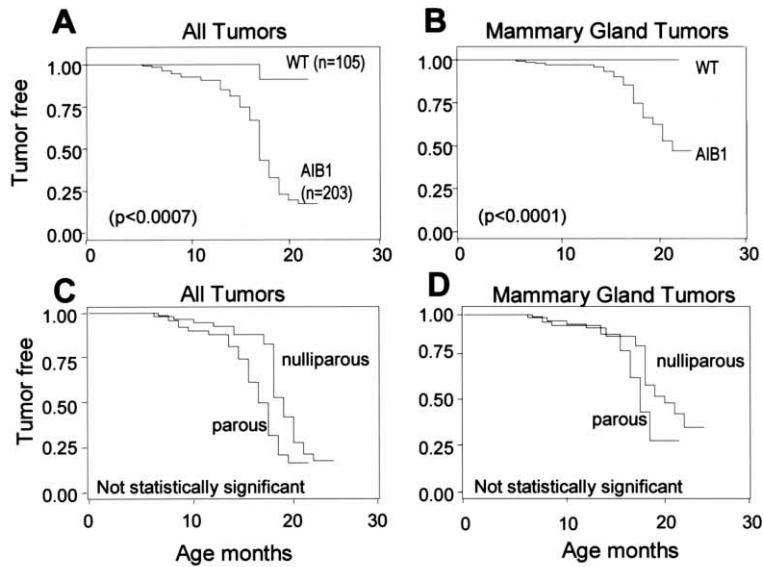 A
All Tumors
Tumor free
1.00
0.75
0.50
0.25
0.00
WT (n=105)
AIB1
(n=203)
(p<0.0007)
0
10
20
30
B
Mammary Gland Tumors
1.00
0.75
0.50
0.25
0.00
WT
AIB1
(p<0.0001)
0
10
20
30
C
All Tumors
Tumor free
1.00
0.75
0.50
0.25
0.00
nulliparous
parous
Not statistically significant
0
10
20
30
Age months
D
Mammary Gland Tumors
1.00
0.75
0.50
0.25
0.00
nulliparous
parous
Not statistically significant
0
10
20
30
Age months